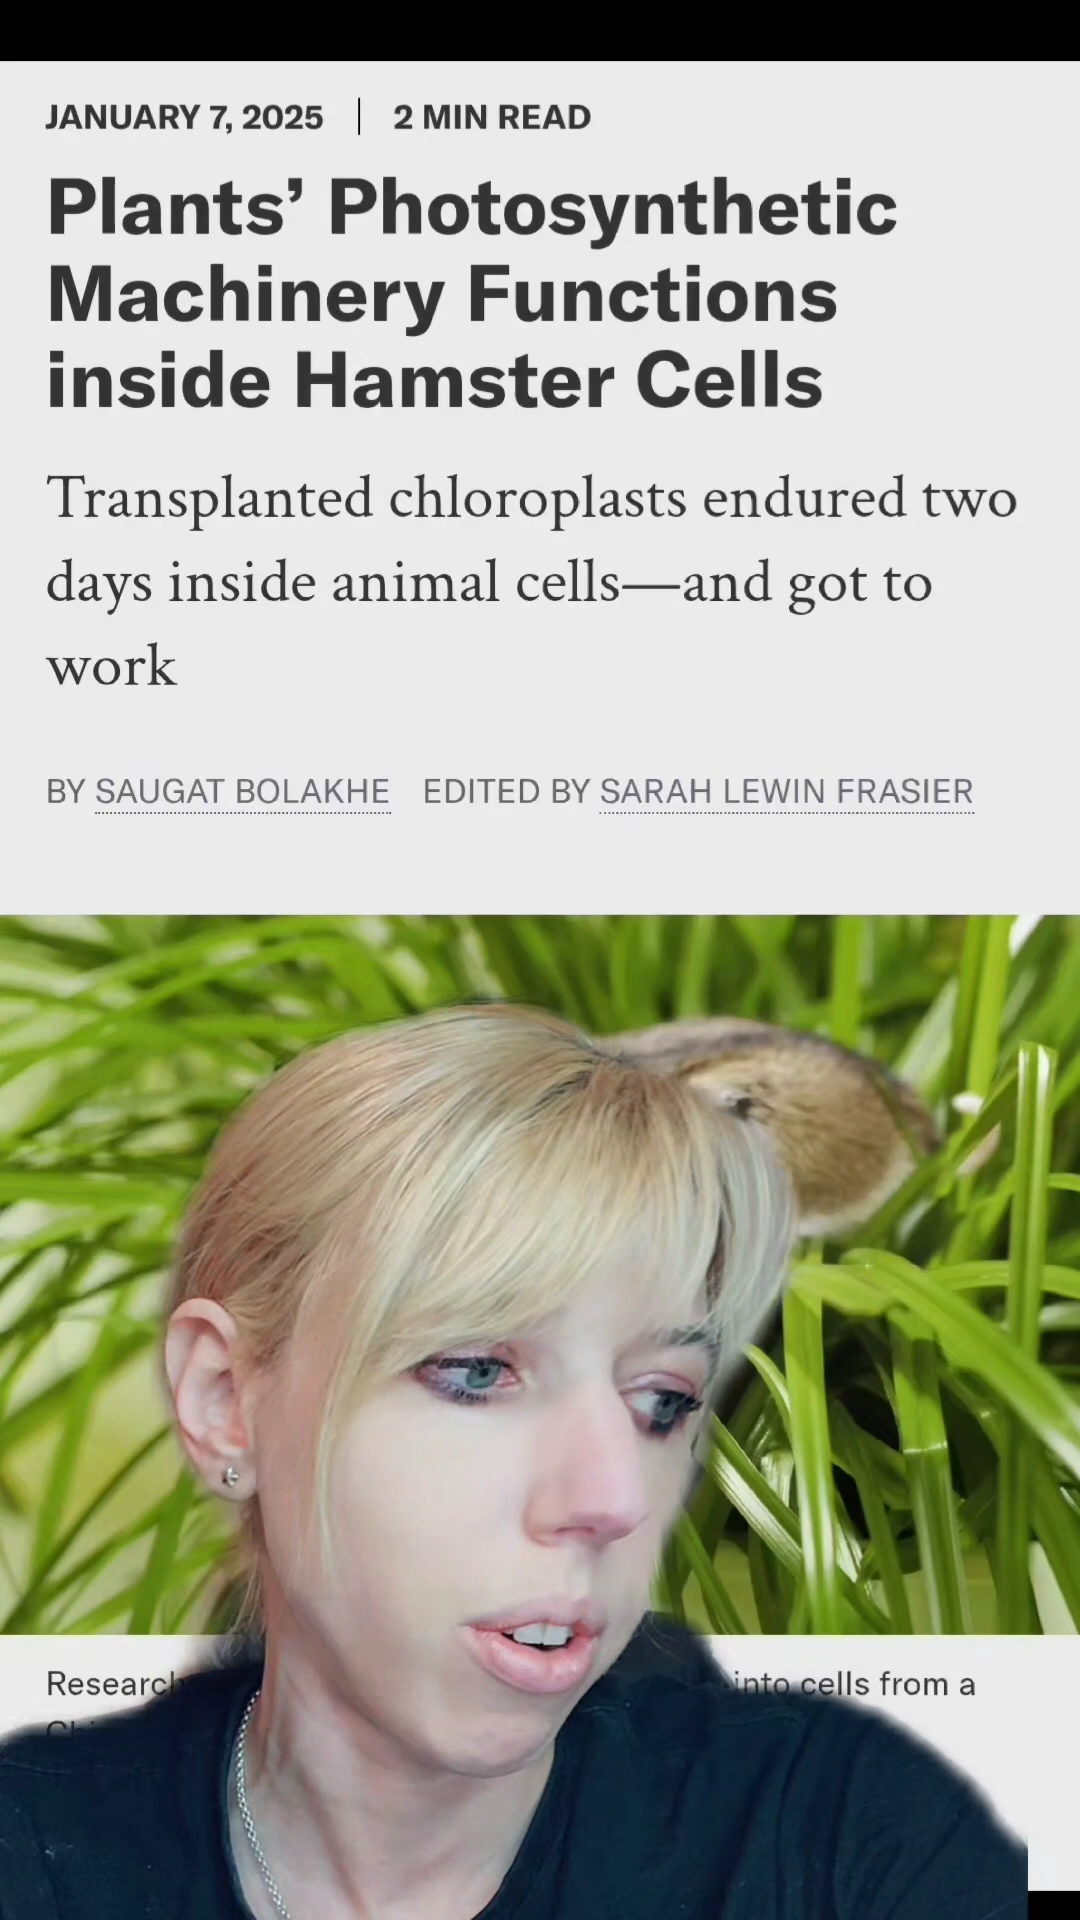 JANUARY 7, 2025 | 2 MIN READ
Plants’ Photosynthetic
Machinery Functions
inside Hamster Cells
Transplanted chloroplasts endured two
days inside animal cells—and got to
work
BY SAUGAT BOLAKHE EDITED BY SARAH LEWIN FRASIER
into cells from a